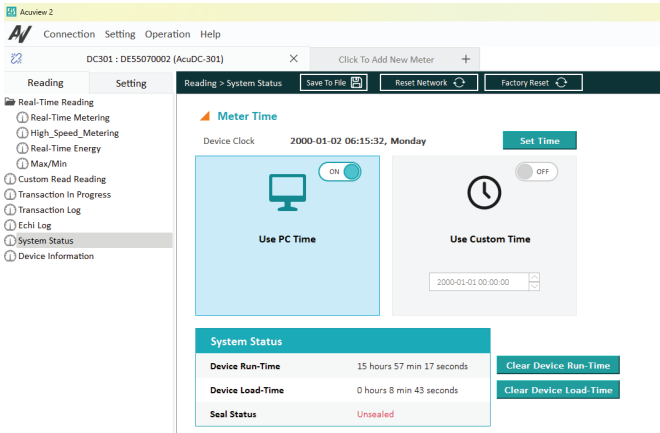 Acuview 2
Connection Setting Operation Help
DC301 : DE55070002 (AcuDC-301) Click To Add New Meter
Reading Setting
Reading > System Status Save To File Reset Network Factory Reset
Real-Time Reading
Real-Time Metering
High_Speed_Metering
Real-Time Energy
Max/Min
Custom Read Reading
Transaction In Progress
Transaction Log
Echi Log
System Status
Device Information
Meter Time
Device Clock 2000-01-02 06:15:32, Monday Set Time
ON
Use PC Time
OFF
Use Custom Time
2000-01-01 00:00:00
System Status
Device Run-Time 15 hours 57 min 17 seconds Clear Device Run-Time
Device Load-Time 0 hours 8 min 43 seconds Clear Device Load-Time
Seal Status Unsealed